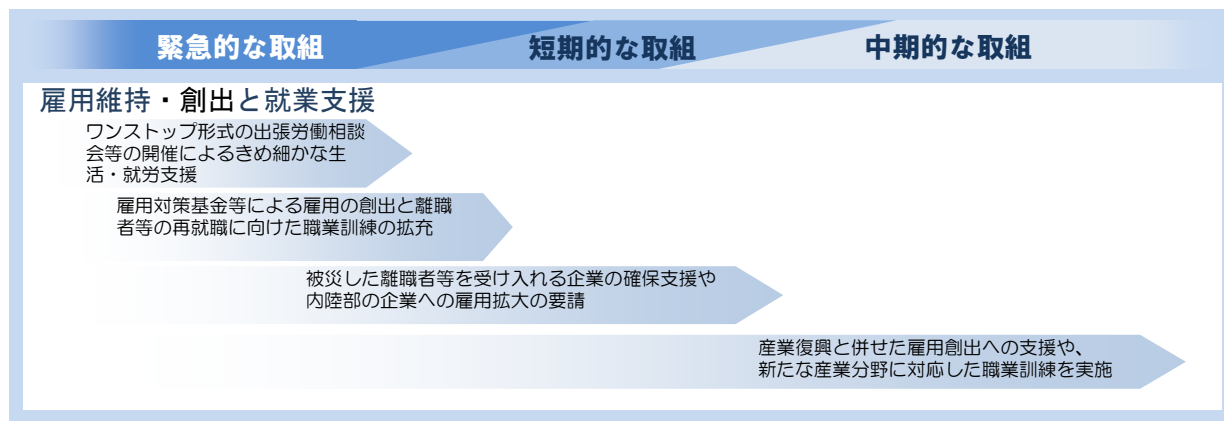 緊急的な取組
短期的な取組
中期的な取組
雇用維持・創出と就業支援
ワンストップ形式の出張労働相談
会等の開催によるきめ細かな生
活・就労支援
雇用対策基金等による雇用の創出と離職
者等の再就職に向けた職業訓練の拡充
被災した離職者等を受け入れる企業の確保支援や
内陸部の企業への雇用拡大の要請
産業復興と併せた雇用創出への支援や、
新たな産業分野に対応した職業訓練を実施